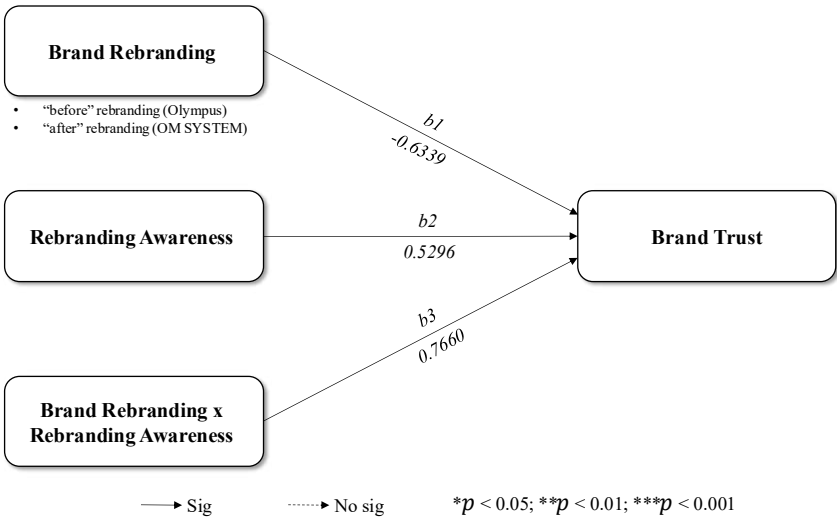 Brand Rebranding
• “before” rebranding (Olympus)
• “after” rebranding (OM SYSTEM)
b1
-0.6339
Rebranding Awareness
b2
0.5296
Brand Trust
b3
0.7660
Brand Rebranding x
Rebranding Awareness
Sig
No sig
*p < 0.05; **p < 0.01; ***p < 0.001